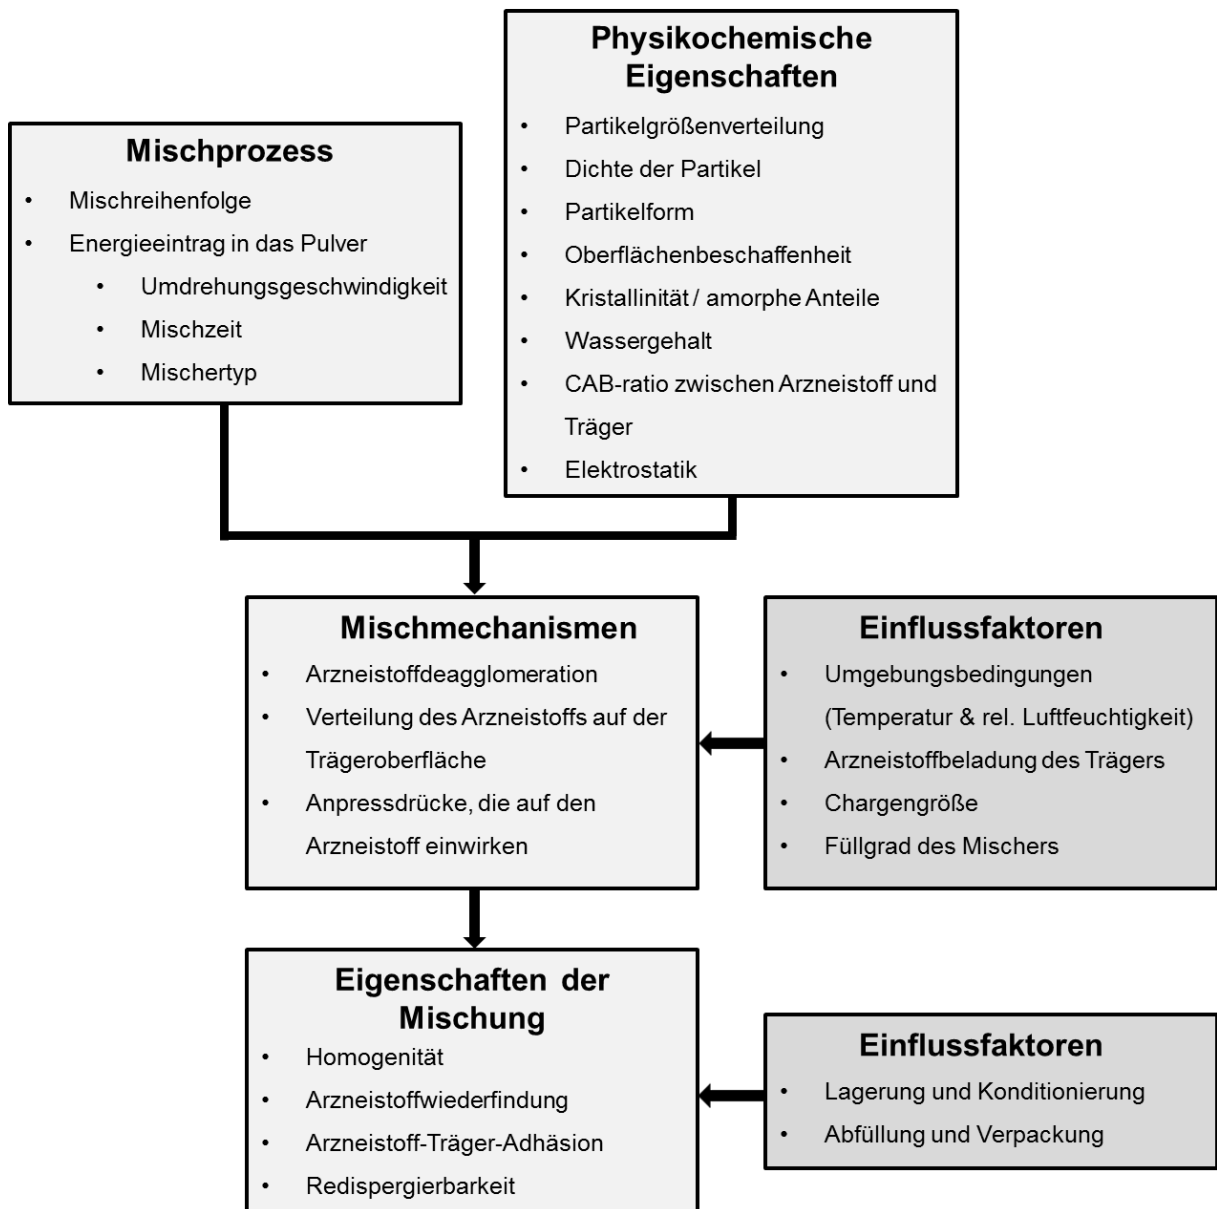 Mischprozess
• Mischreihenfolge
• Energieeintrag in das Pulver
• Umdrehungsgeschwindigkeit
• Mischzeit
• Mischertyp
Physikochemische
Eigenschaften
• Partikelgrößenverteilung
• Dichte der Partikel
• Partikelform
• Oberflächenbeschaffenheit
• Kristallinität / amorphe Anteile
• Wassergehalt
• CAB-ratio zwischen Arzneistoff und
Träger
• Elektrostatik
Mischmechanismen
• Arzneistoffdeagglomeration
• Verteilung des Arzneistoffs auf der
Trägeroberfläche
• Anpressdrücke, die auf den
Arzneistoff einwirken
Einflussfaktoren
• Umgebungsbedingungen
(Temperatur & rel. Luftfeuchtigkeit)
• Arzneistoffbeladung des Trägers
• Chargengröße
• Füllgrad des Mischers
Eigenschaften der
Mischung
• Homogenität
• Arzneistoffwiederfindung
• Arzneistoff-Träger-Adhäsion
• Redispergierbarkeit
Einflussfaktoren
• Lagerung und Konditionierung
• Abfüllung und Verpackung